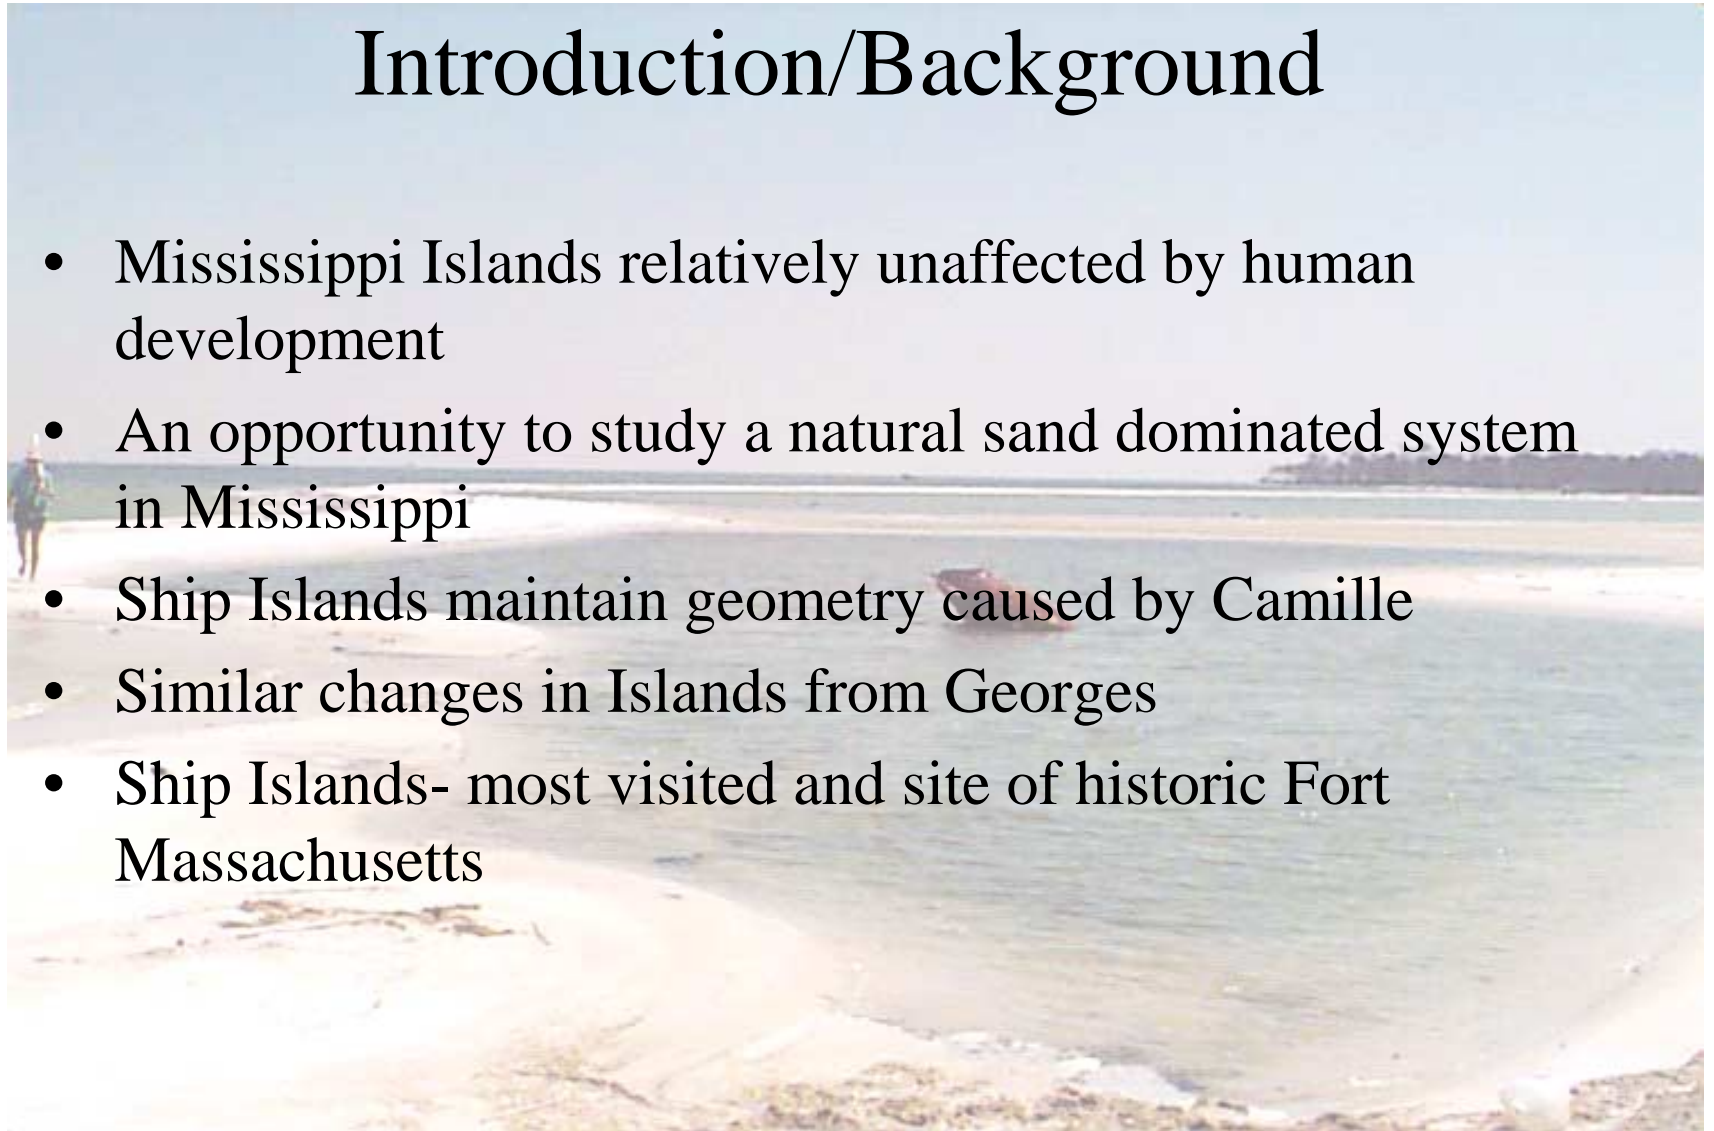 Introduction/Background
• Mississippi Islands relatively unaffected by human
development
• An opportunity to study a natural sand dominated system
in Mississippi
• Ship Islands maintain geometry caused by Camille
• Similar changes in Islands from Georges
• Ship Islands- most visited and site of historic Fort
Massachusetts